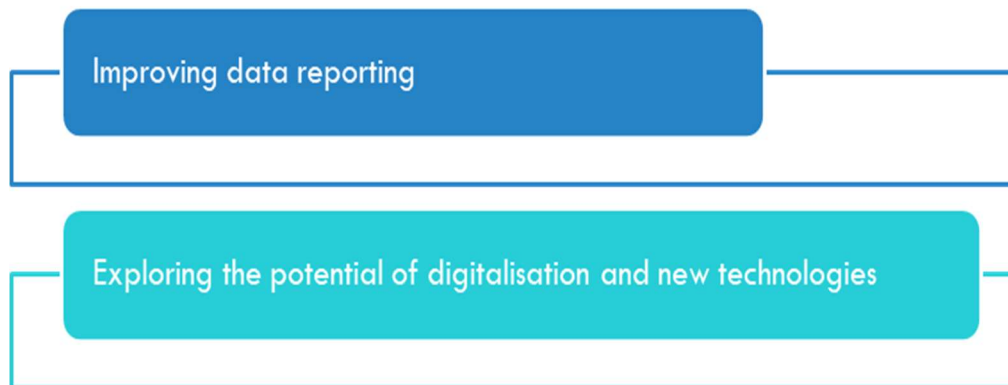 Improving data reporting
Exploring the potential of digitalisation and new technologies